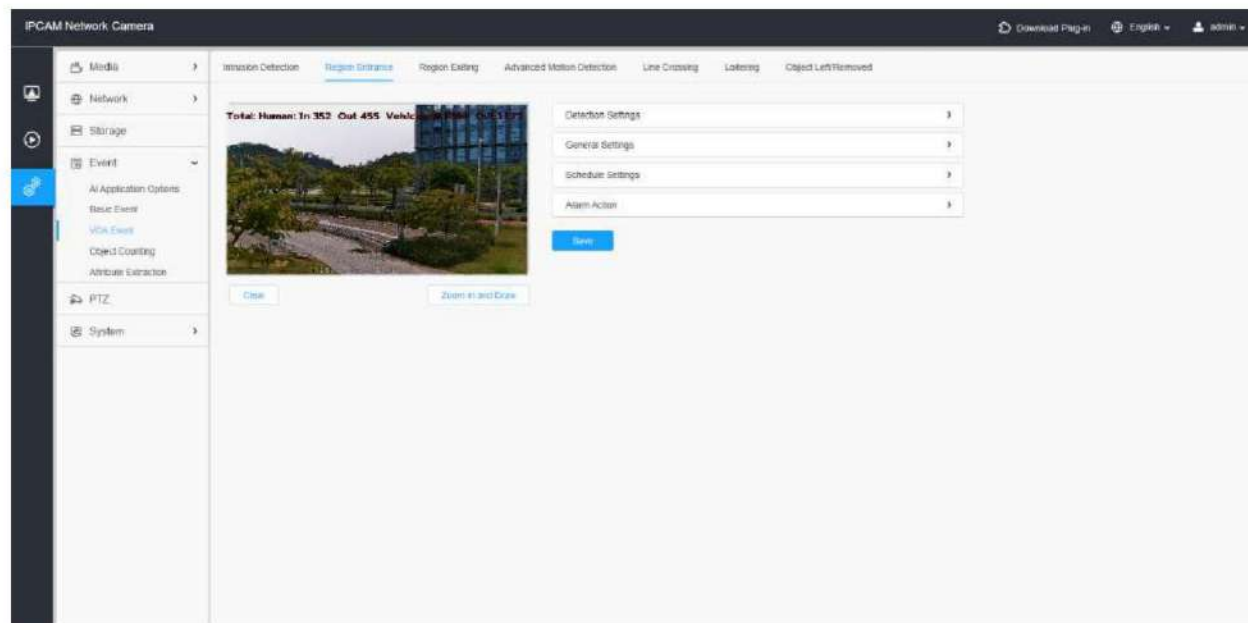 IPCAM Network Camera
Download Plug-in English admin
Media
Network
Storage
Event
AI Application Options
Basic Event
VCA Event
Object Counting
Attribute Extraction
PTZ
System
Intrusion Detection Region Entrance Region Exiting Advanced Motion Detection Line Crossing Loitering Object Left/Removed
Total: Human: In 352 Out 455
Detection Settings
General Settings
Schedule Settings
Alarm Action
Save
Clear Zoom In and Draw